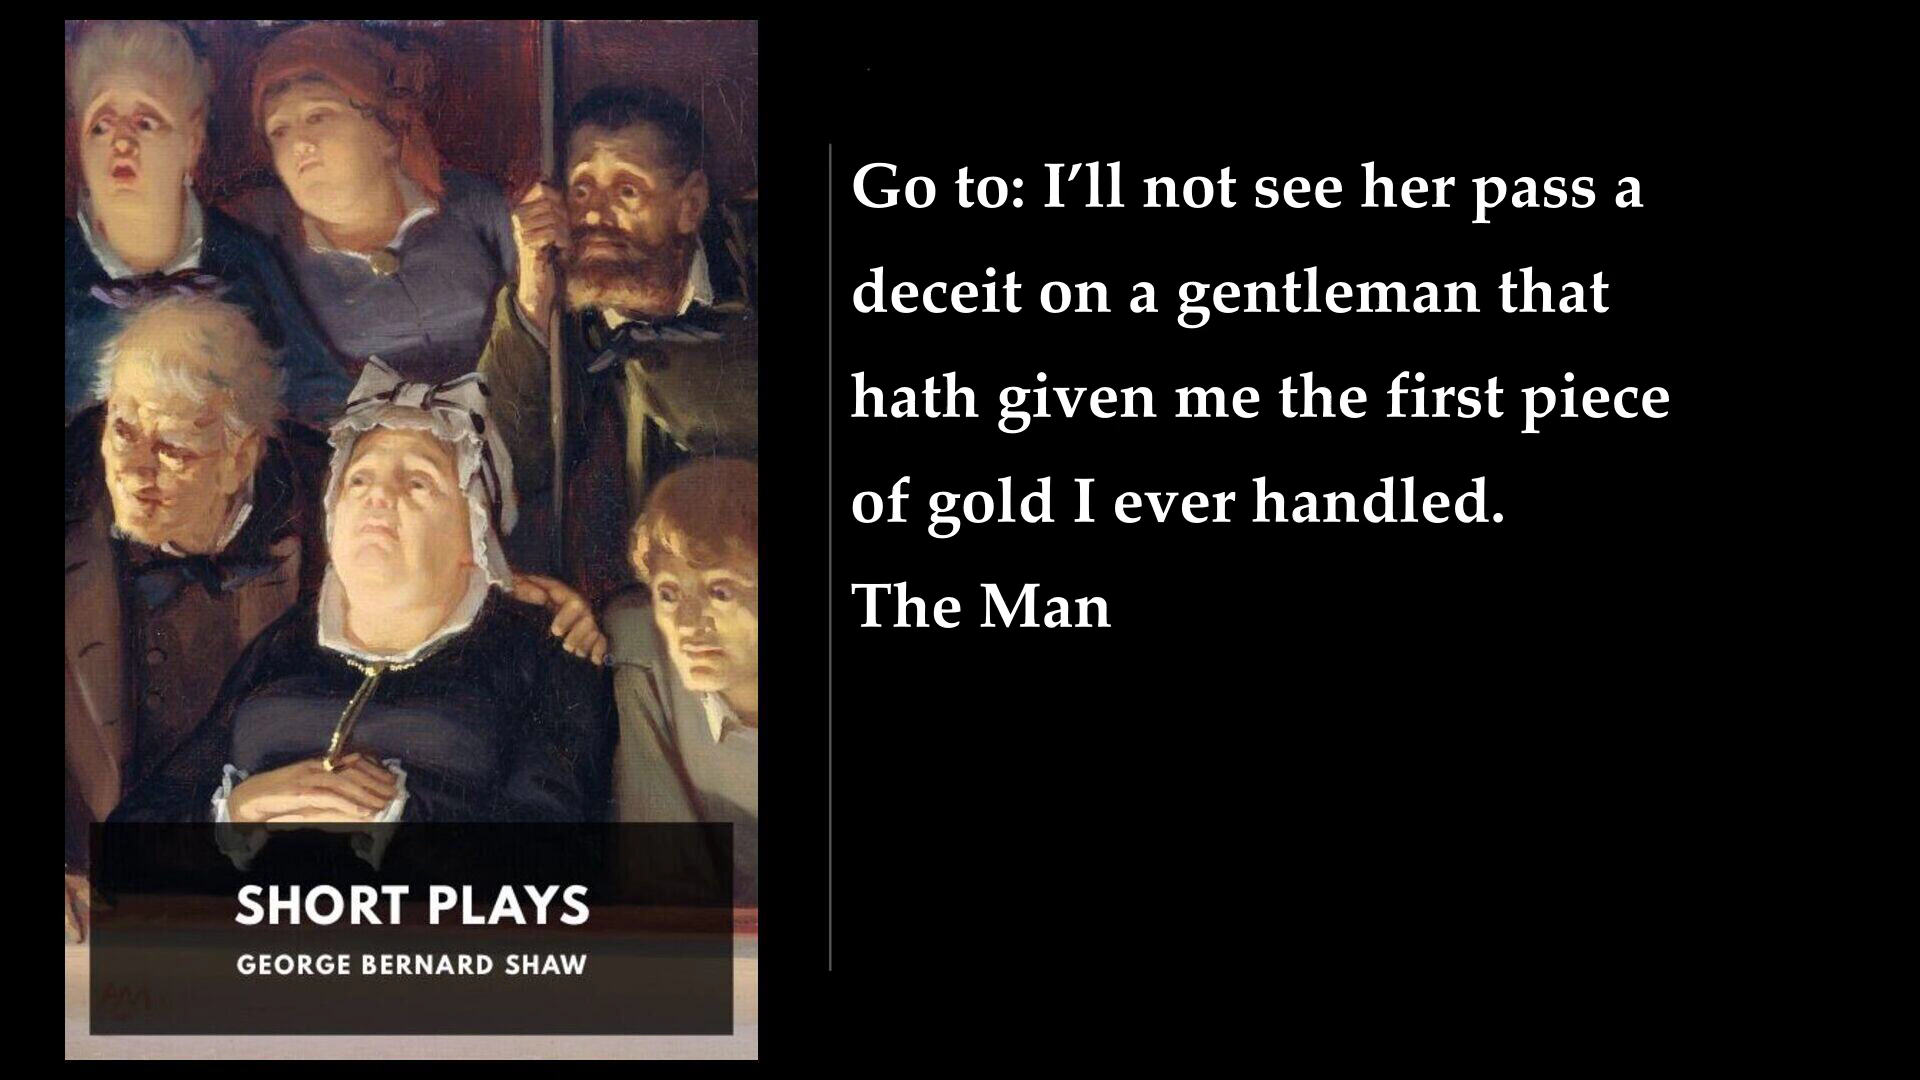 Go to: I’ll not see her pass a
deceit on a gentleman that
hath given me the first piece
of gold I ever handled.
The Man
SHORT PLAYS
GEORGE BERNARD SHAW